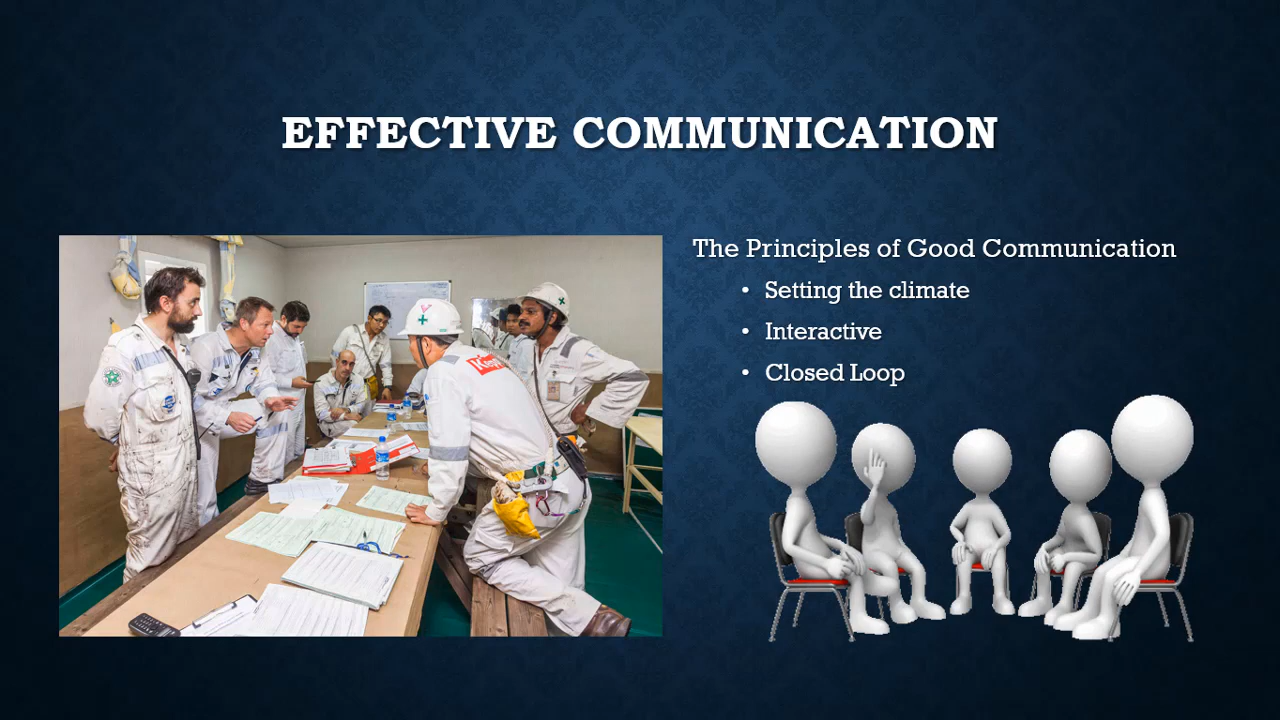 EFFECTIVE COMMUNICATION
The Principles of Good Communication
• Setting the climate
• Interactive
• Closed Loop